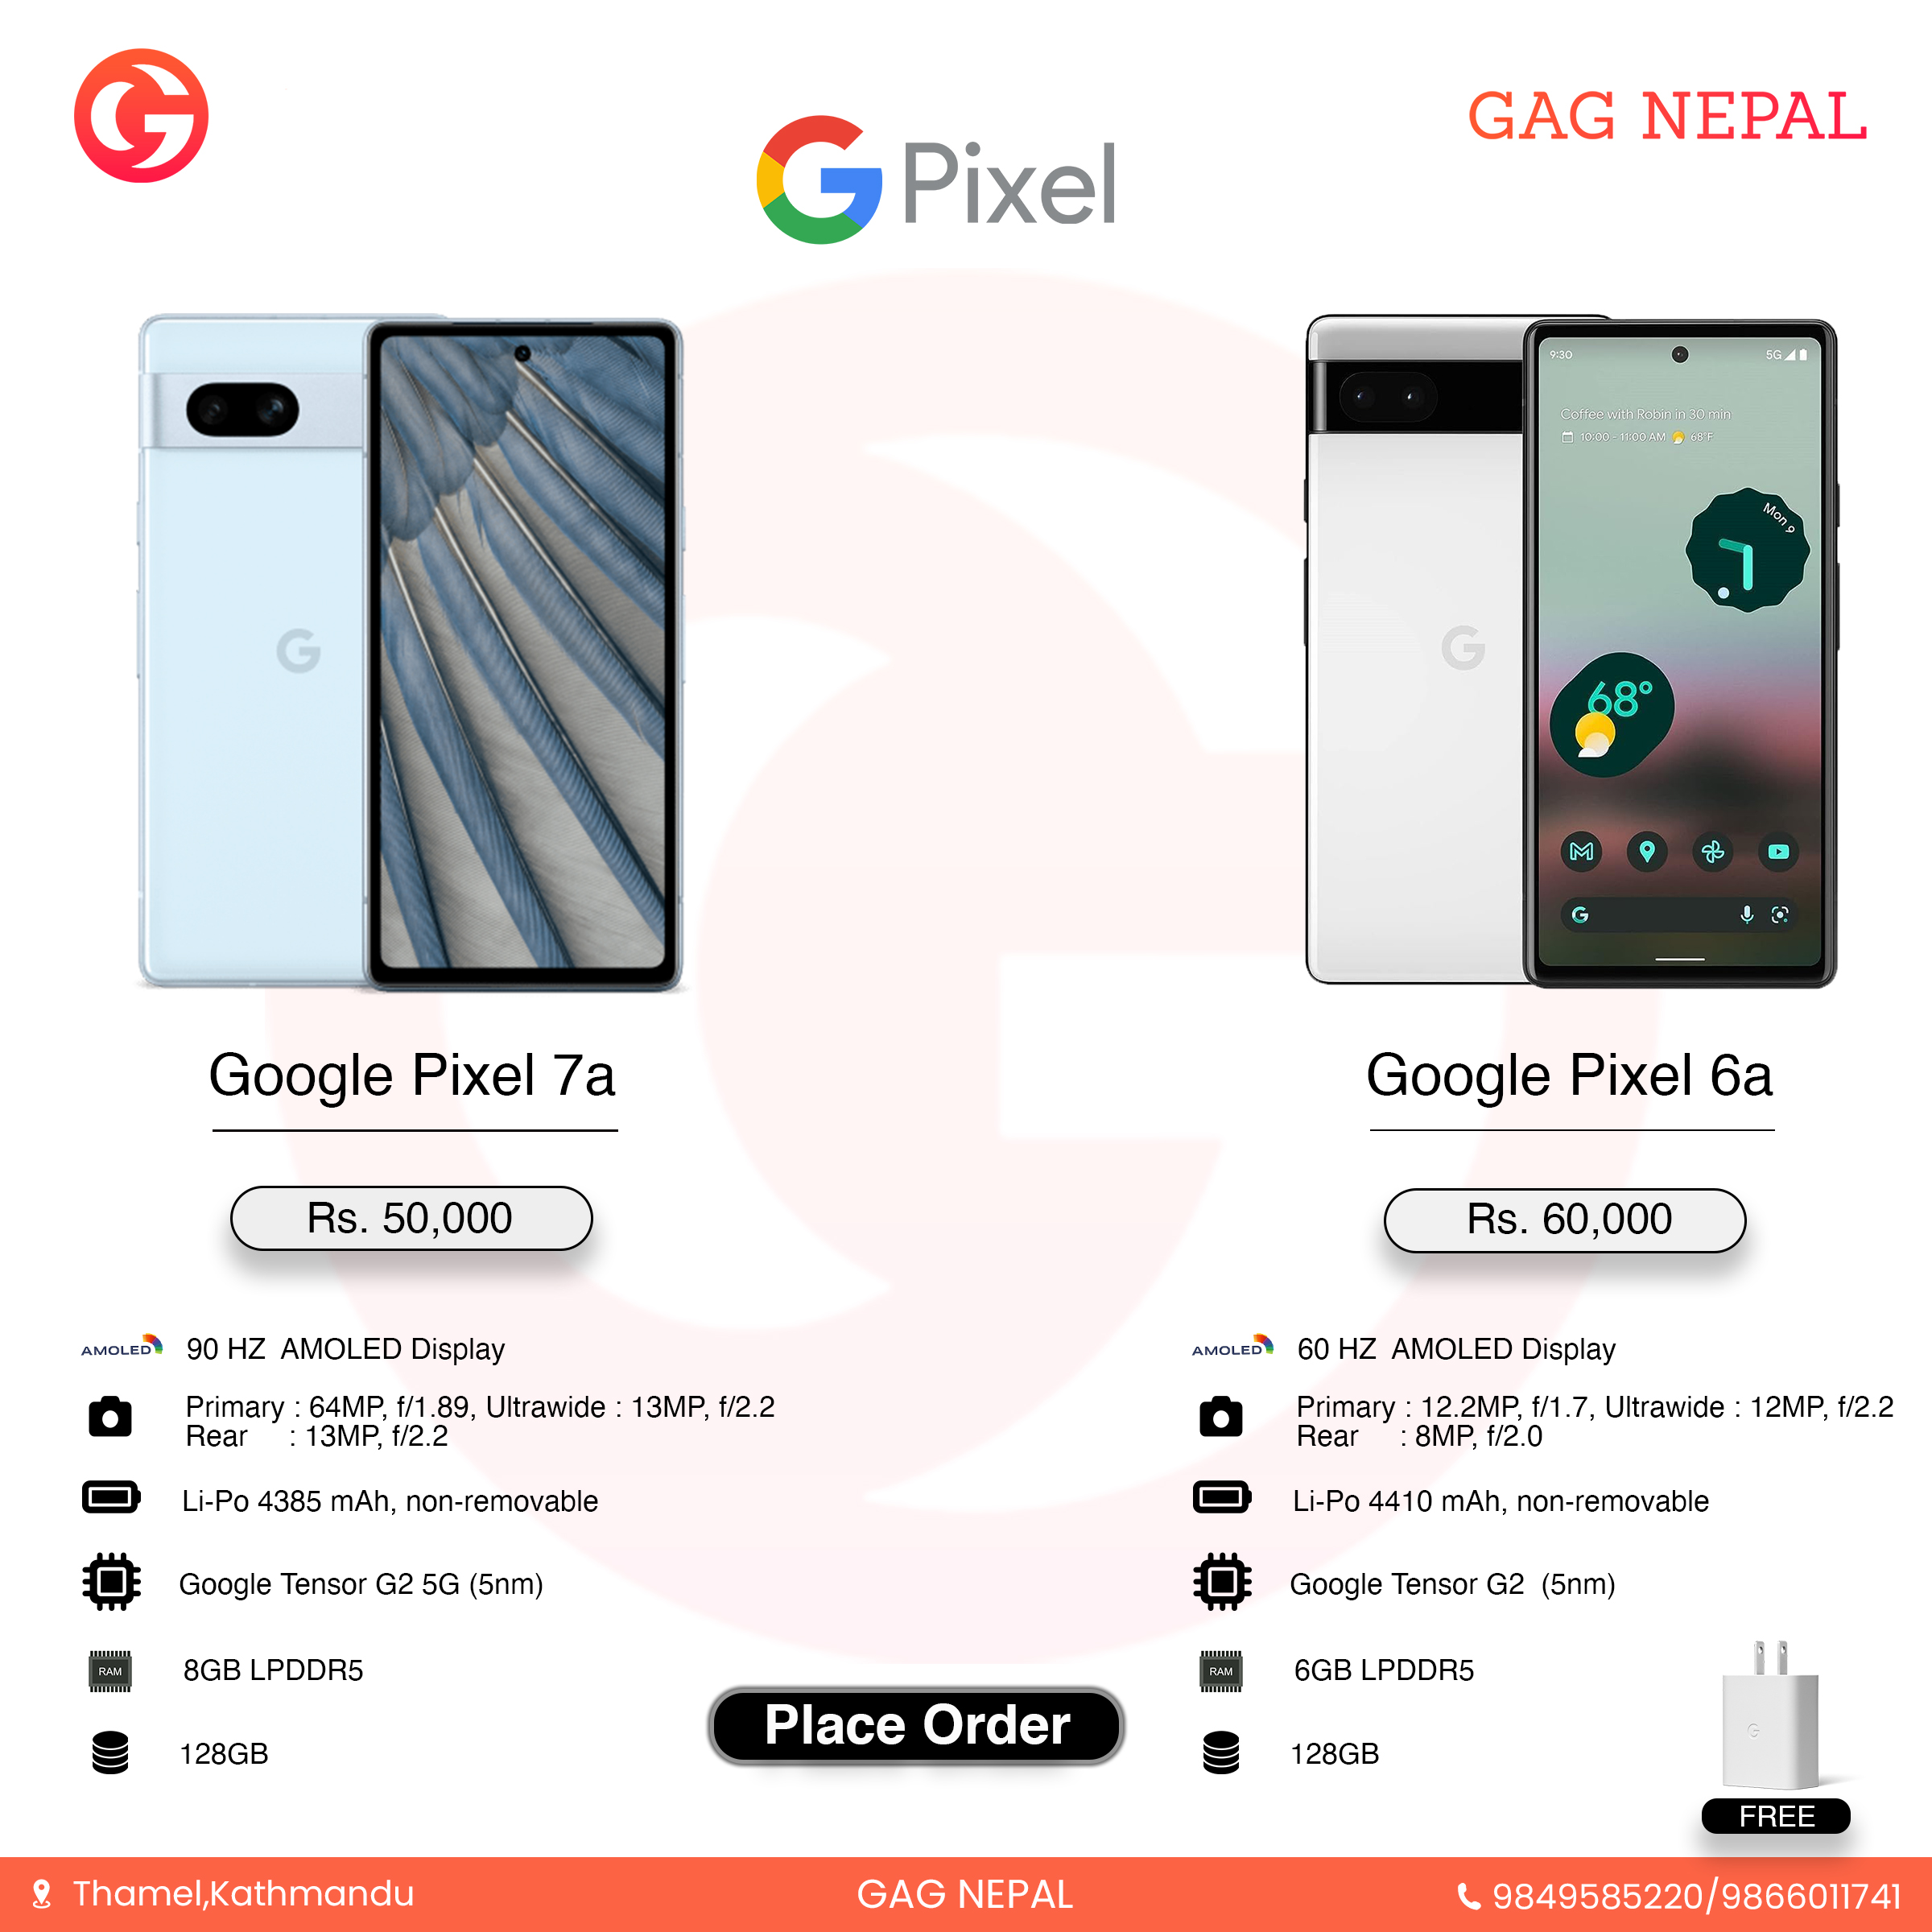 GAG NEPAL
G Pixel
9:30
5G
Coffee with Robin in 30 min
10:00 - 11:00 AM 68°F
Mon 9
68°
Google Pixel 7a
Rs. 50,000
AMOLED 90 HZ AMOLED Display
Primary : 64MP, f/1.89, Ultrawide : 13MP, f/2.2
Rear : 13MP, f/2.2
Li-Po 4385 mAh, non-removable
Google Tensor G2 5G (5nm)
RAM 8GB LPDDR5
128GB
Google Pixel 6a
Rs. 60,000
AMOLED 60 HZ AMOLED Display
Primary : 12.2MP, f/1.7, Ultrawide : 12MP, f/2.2
Rear : 8MP, f/2.0
Li-Po 4410 mAh, non-removable
Google Tensor G2 (5nm)
RAM 6GB LPDDR5
128GB
Place Order
FREE
Thamel,Kathmandu
GAG NEPAL
9849585220/9866011741